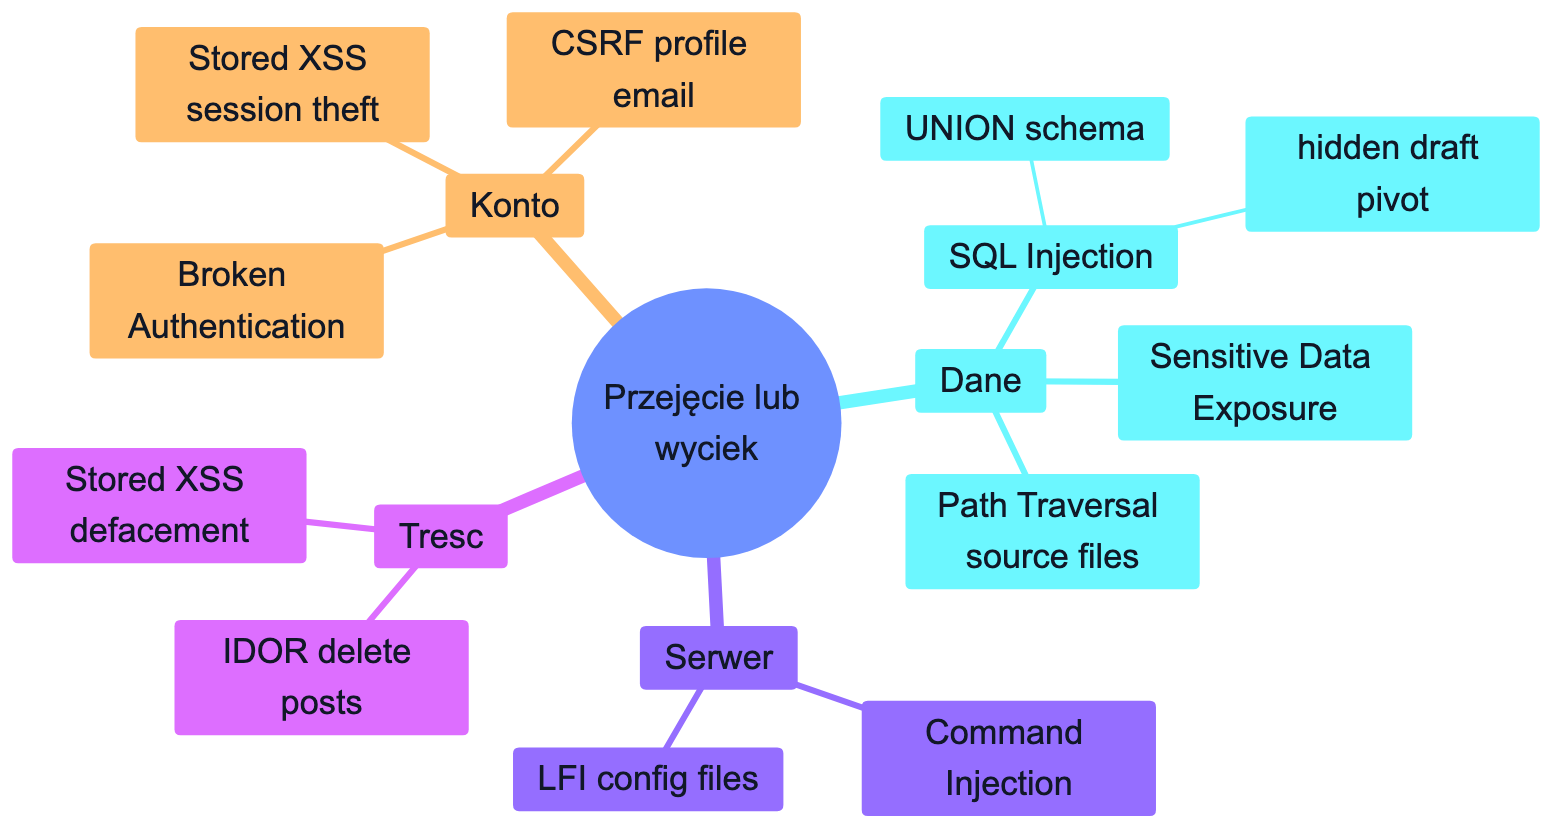 Stored XSS
session theft
CSRF profile
email
Konto
Broken
Authentication
UNION schema
hidden draft
pivot
SQL Injection
Dane
Sensitive Data
Exposure
Path Traversal
source files
Przejęcie lub
wyciek
Stored XSS
defacement
Tresc
IDOR delete
posts
Serwer
LFI config files
Command
Injection